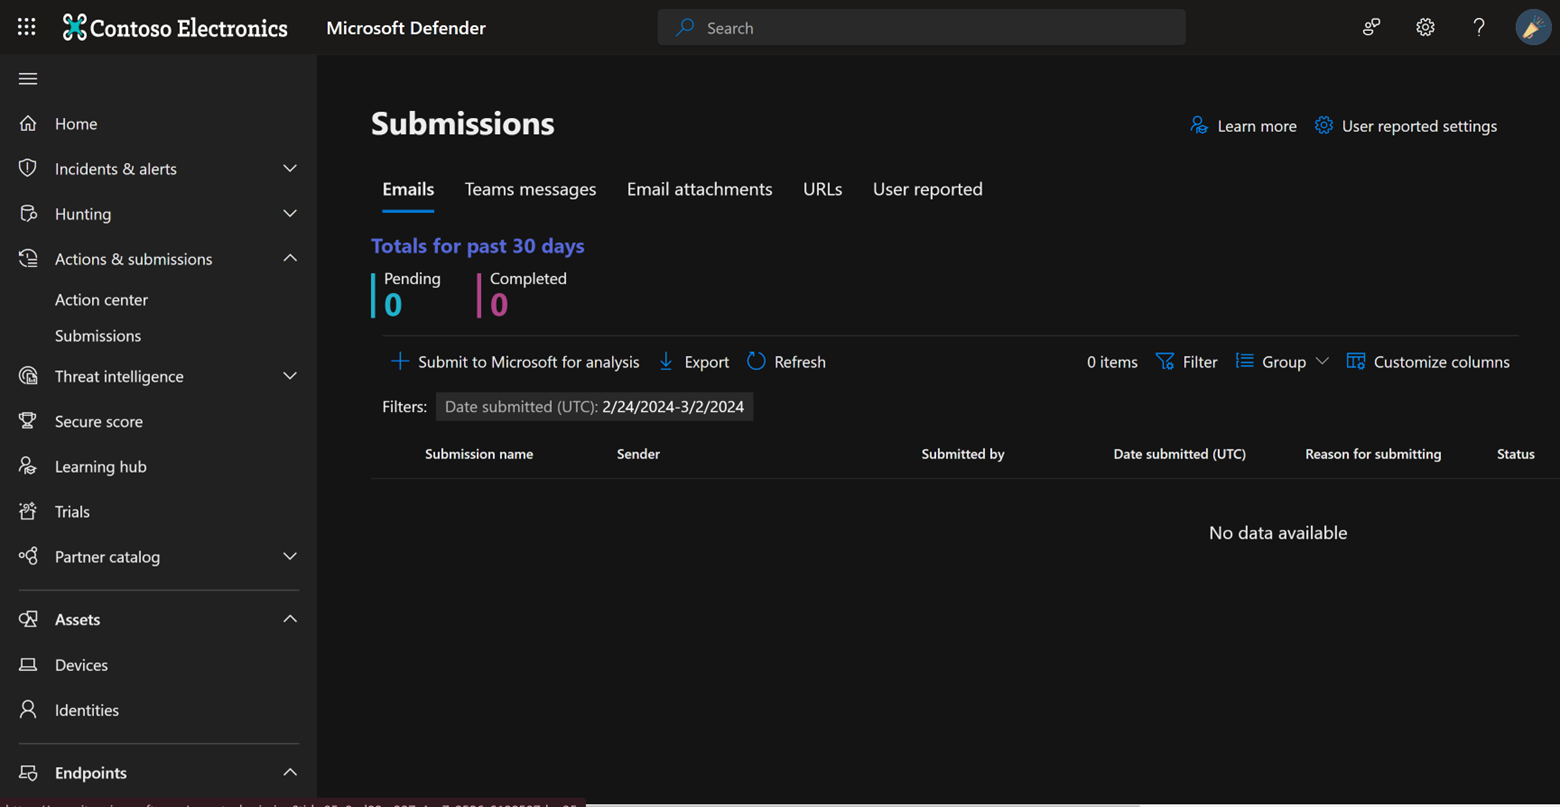 Contoso Electronics
Microsoft Defender
Search
Home
Incidents & alerts
Hunting
Actions & submissions
Action center
Submissions
Threat intelligence
Secure score
Learning hub
Trials
Partner catalog
Assets
Devices
Identities
Endpoints
Submissions
Learn more
User reported settings
Emails Teams messages Email attachments URLs User reported
Totals for past 30 days
Pending Completed
0 0
Submit to Microsoft for analysis Export Refresh 0 items Filter Group Customize columns
Filters: Date submitted (UTC): 2/24/2024-3/2/2024
Submission name Sender Submitted by Date submitted (UTC) Reason for submitting Status
No data available